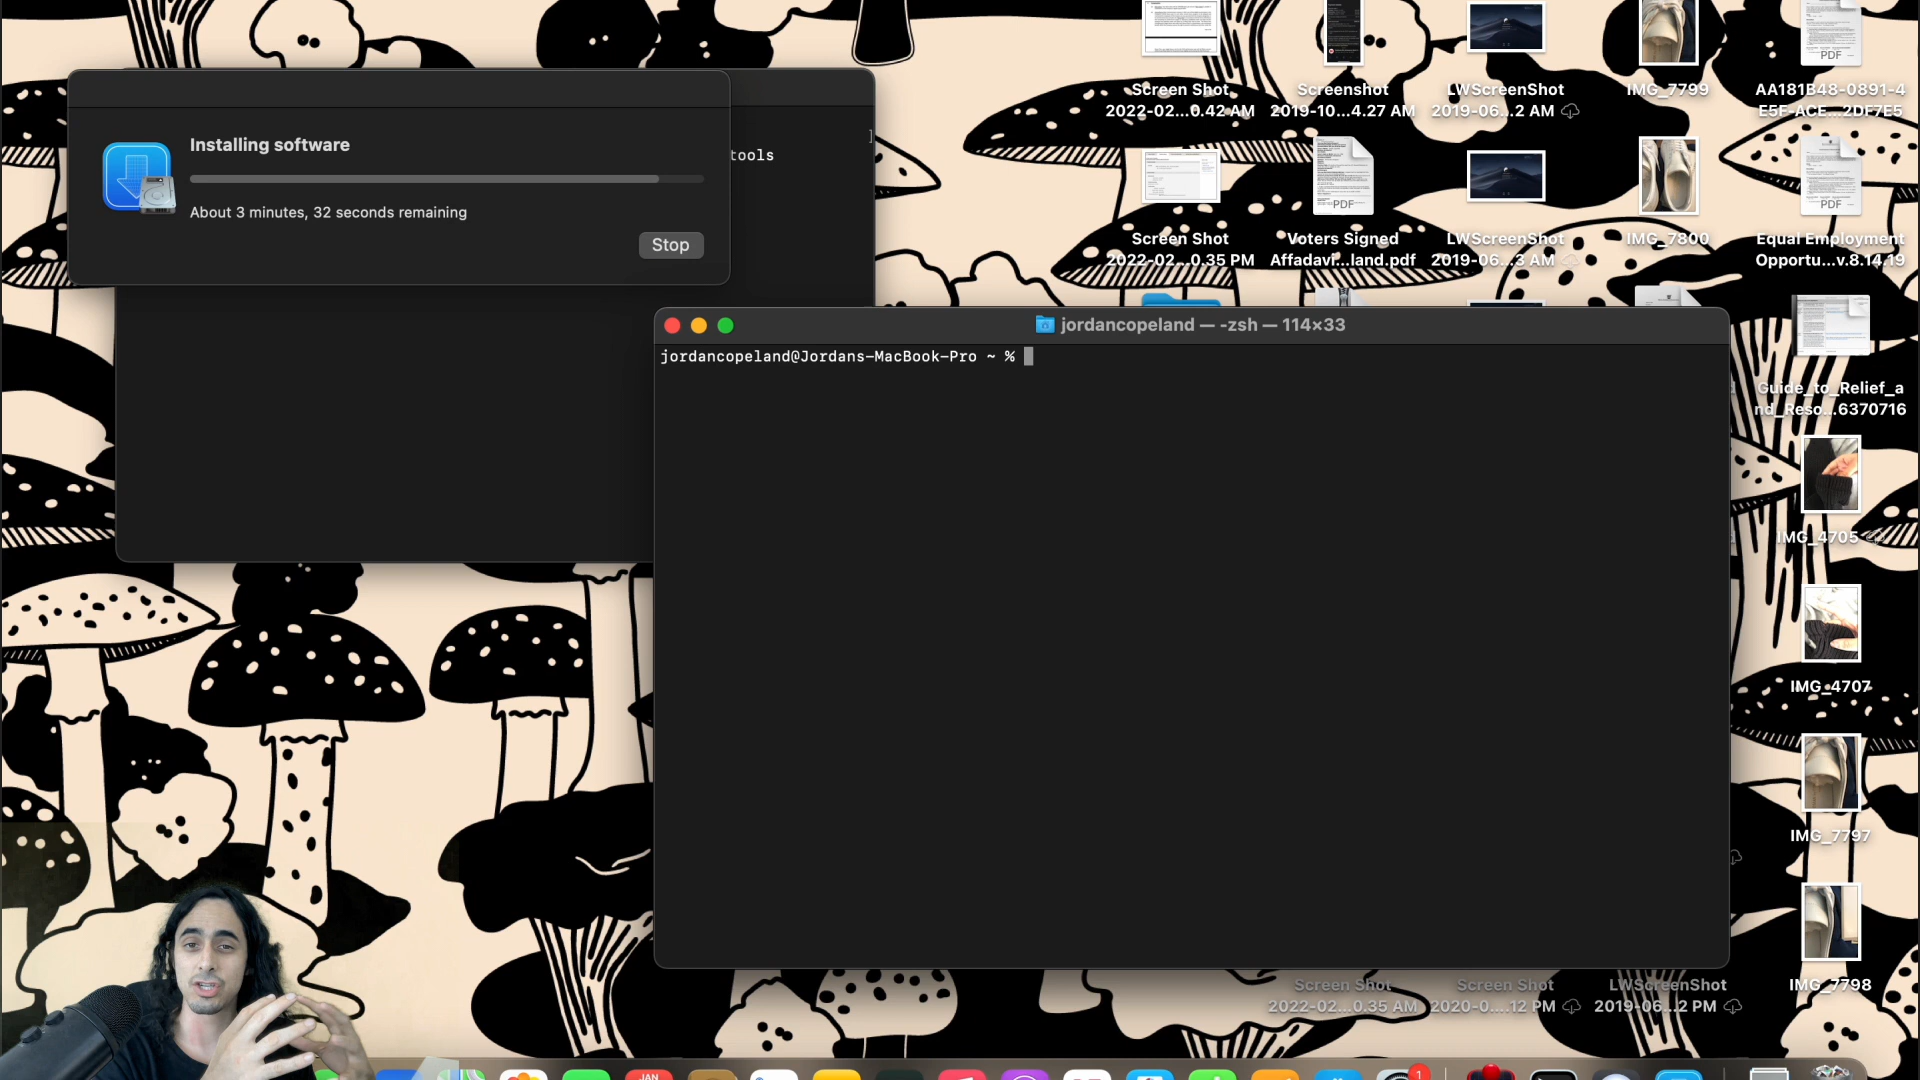 Installing software
About 3 minutes, 32 seconds remaining
Stop
]
tools
jordancopeland — -zsh — 114×33
jordancopeland@Jordans-MacBook-Pro ~ %
Screen Shot
2022-02...0.42 AM
Screenshot
2019-10...4.27 AM
LWScreenShot
2019-06...2 AM
IMG_7799
PDF
AA181B48-0891-4
E5F-ACE...2DF7E5
Screen Shot
2022-02...0.35 PM
PDF
Voters Signed
Affadavi...land.pdf
LWScreenShot
2019-06...3 AM
IMG_7800
PDF
Equal Employment
Opportu...v.8.14.19
Guide_to_Relief_a
nd_Reso...6370716
IMG_4705
IMG_4707
IMG_7797
IMG_7798
Screen Shot
2022-02...0.35 AM
Screen Shot
2020-0....12 PM
LWScreenShot
2019-06...2 PM
JAN
1